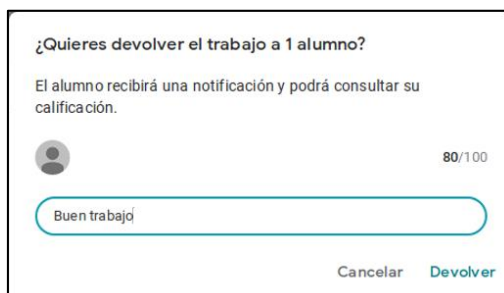 ¿Quieres devolver el trabajo a 1 alumno?
El alumno recibirá una notificación y podrá consultar su
calificación.
80/100
Buen trabajo
Cancelar Devolver